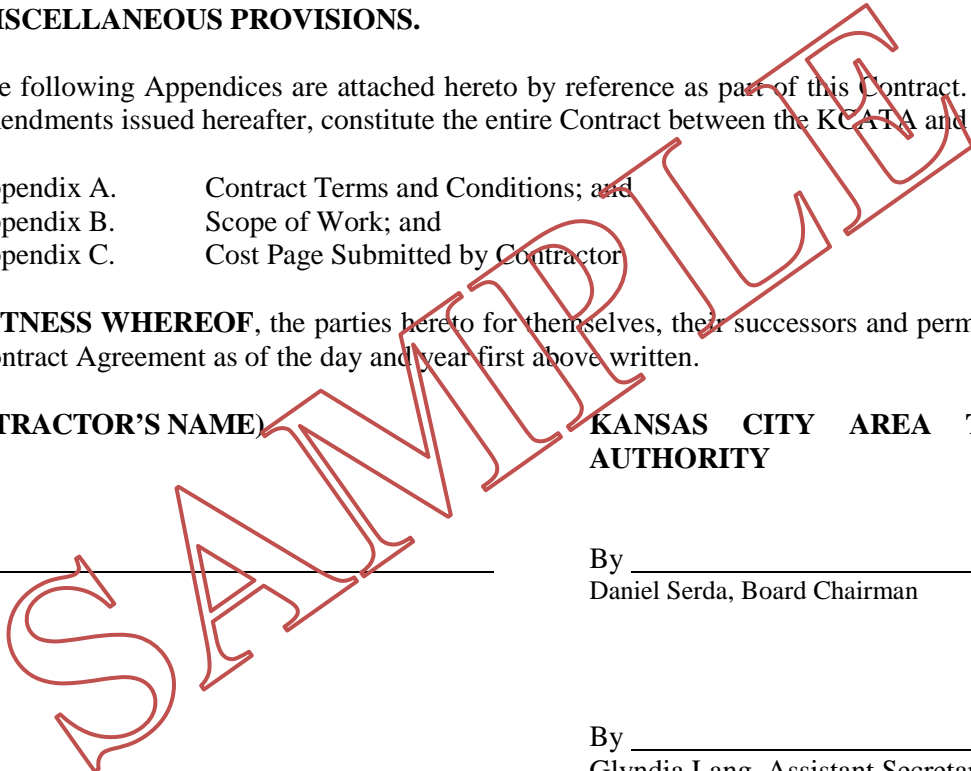 ISCELLANEOUS PROVISIONS.
e following Appendices are attached hereto by reference as part of this Contract.
endments issued hereafter, constitute the entire Contract between the KCATA and
pendix A. Contract Terms and Conditions; and
pendix B. Scope of Work; and
pendix C. Cost Page Submitted by Contractor
TNESS WHEREOF, the parties hereto for themselves, their successors and perm
ntract Agreement as of the day and year first above written.
TRACTOR'S NAME)
KANSAS CITY AREA T
AUTHORITY
By
Daniel Serda, Board Chairman
By
Glyndia Lang, Assistant Secretar
SAMPLE